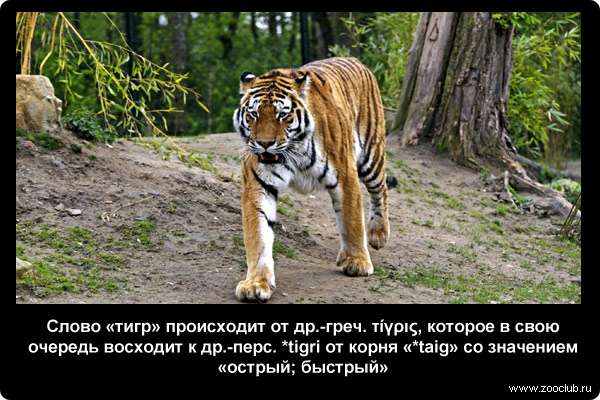 Слово «тигр» происходит от др.-греч. τίγρις, которое в свою
очередь восходит к др.-перс. *tigri от корня «*taig» со значением
«острый; быстрый»
www.zooclub.ru